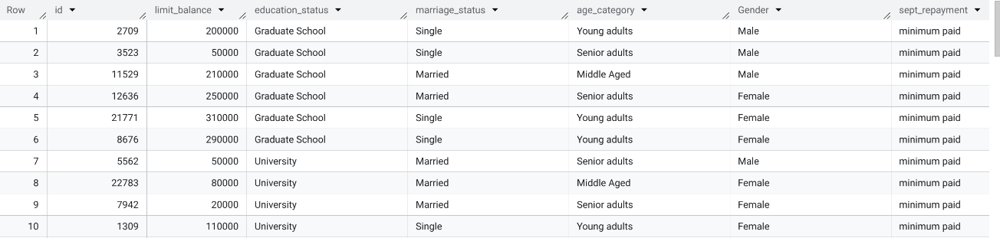 Row id limit_balance education_status marriage_status age_category Gender sept_repayment
1 2709 200000 Graduate School Single Young adults Male minimum paid
2 3523 50000 Graduate School Single Senior adults Male minimum paid
3 11529 210000 Graduate School Married Middle Aged Male minimum paid
4 12636 250000 Graduate School Married Senior adults Female minimum paid
5 21771 310000 Graduate School Single Young adults Female minimum paid
6 8676 290000 Graduate School Single Young adults Female minimum paid
7 5562 50000 University Married Senior adults Male minimum paid
8 22783 80000 University Married Middle Aged Female minimum paid
9 7942 20000 University Married Senior adults Female minimum paid
10 1309 110000 University Single Young adults Female minimum paid